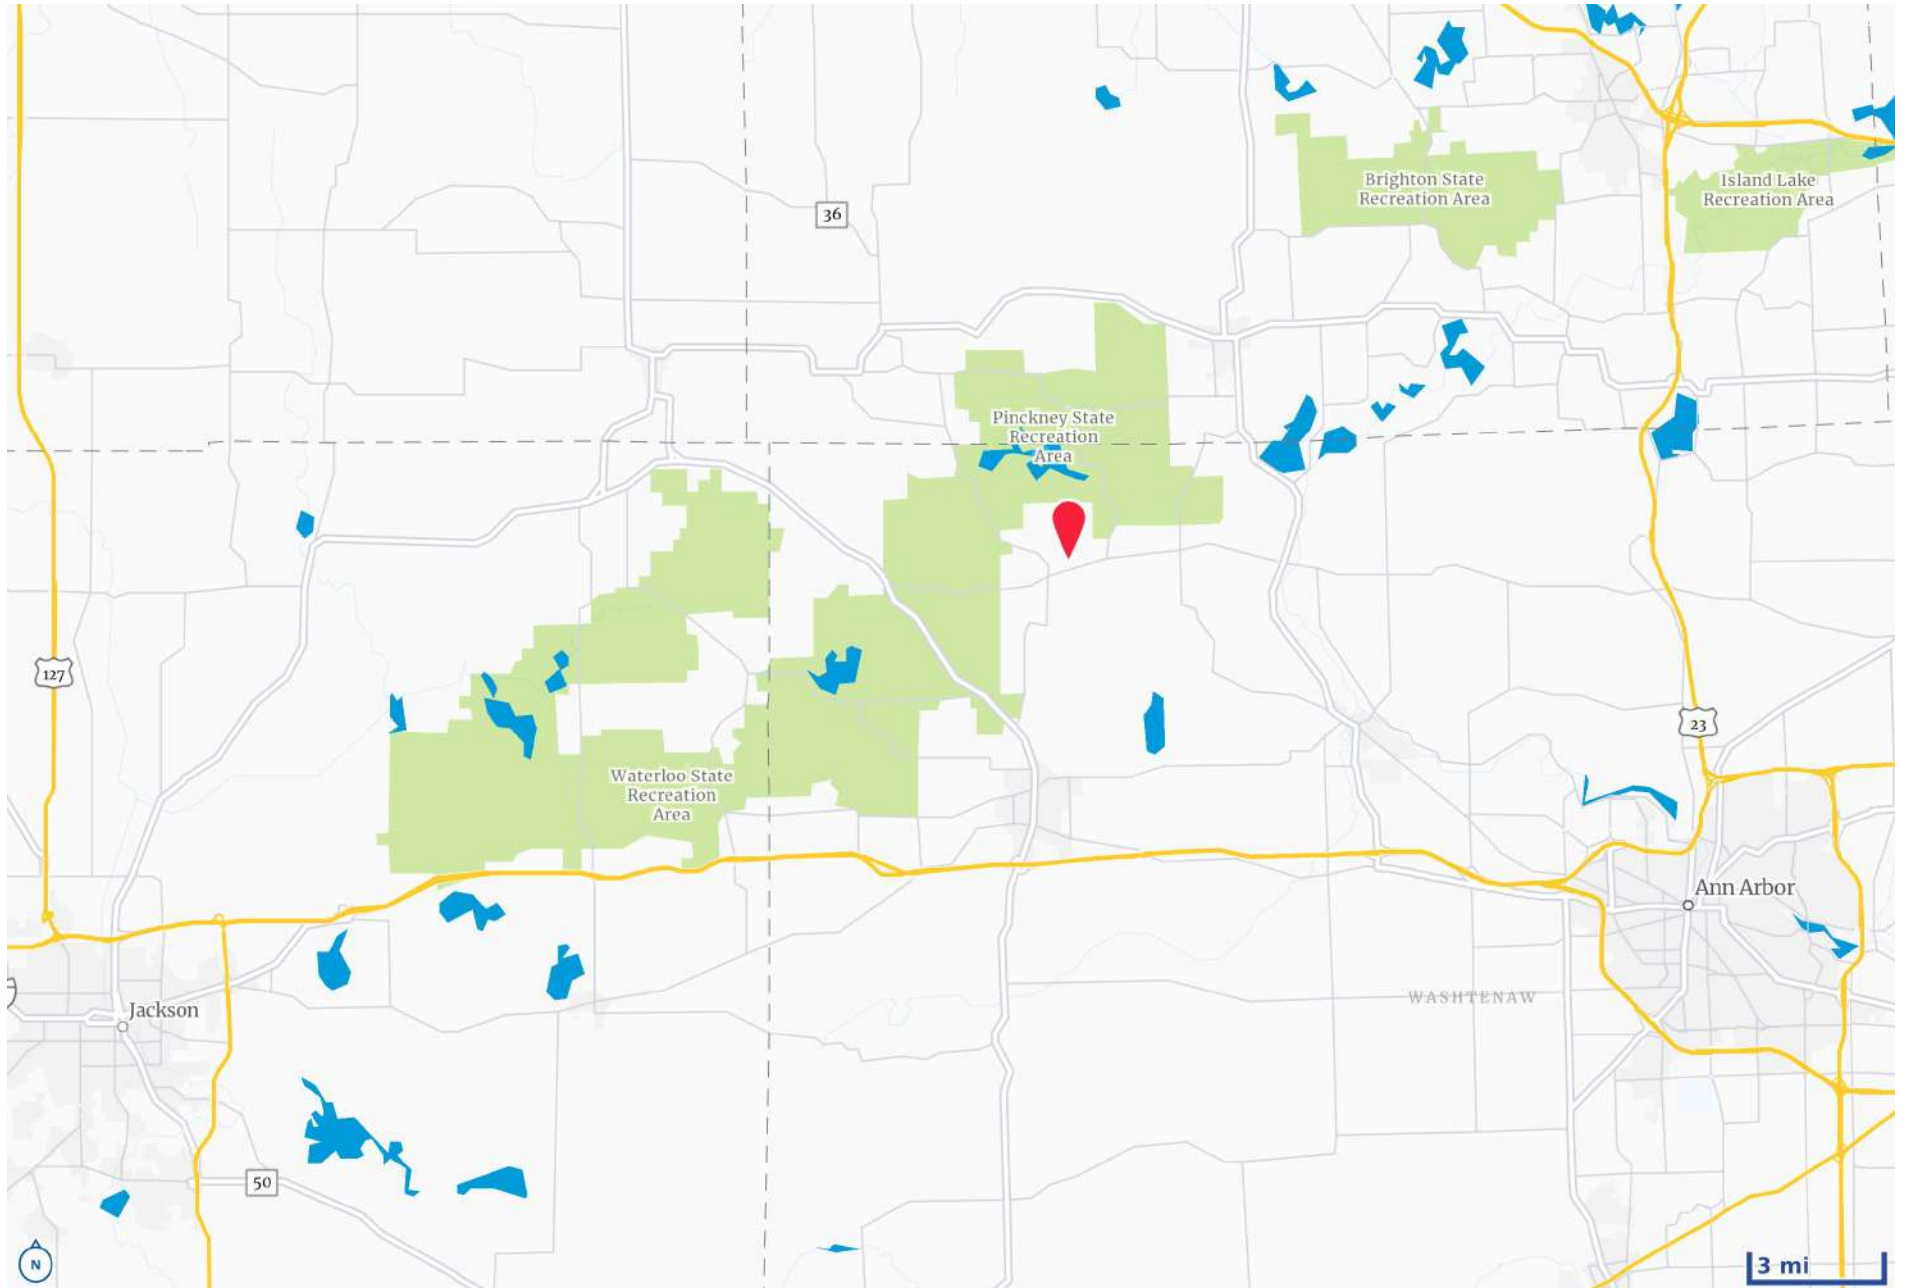 36
Brighton State
Recreation Area
Island Lake
Recreation Area
Pinckney State
Recreation
Area
127
23
Waterloo State
Recreation
Area
Ann Arbor
WASHTENAW
Jackson
50
N
3 mi